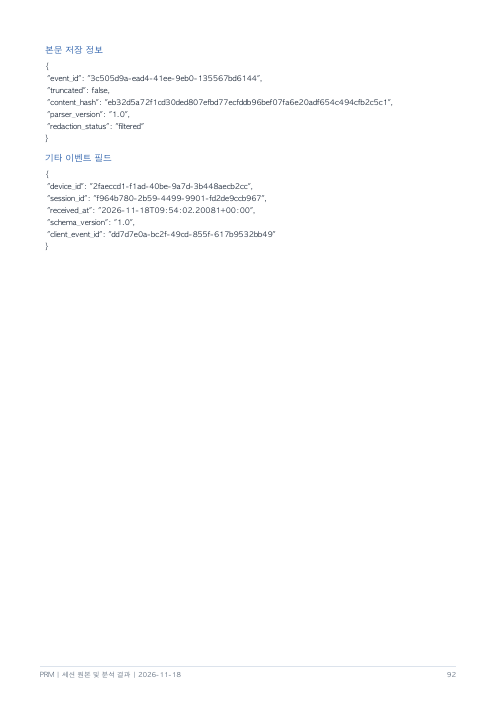 본문 저장 정보
{
"event_id": "3c505d9a-ead4-41ee-9eb0-135567bd6144",
"truncated": false,
"content_hash": "eb32d5a72f1cd30ded807efbd77ecfddb96bef07fa6e20adf654c494cfb2c5c1",
"parser_version": "1.0",
"redaction_status": "filtered"
}
기타 이벤트 필드
{
"device_id": "2faeccd1-f1ad-40be-9a7d-3b448aecb2cc",
"session_id": "f964b780-2b59-4499-9901-fd2de9ccb967",
"received_at": "2026-11-18T09:54:02.20081+00:00",
"schema_version": "1.0",
"client_event_id": "dd7d7e0a-bc2f-49cd-855f-617b9532bb49"
}
PRM | 세션 원문 및 분석 결과 | 2026-11-18
92